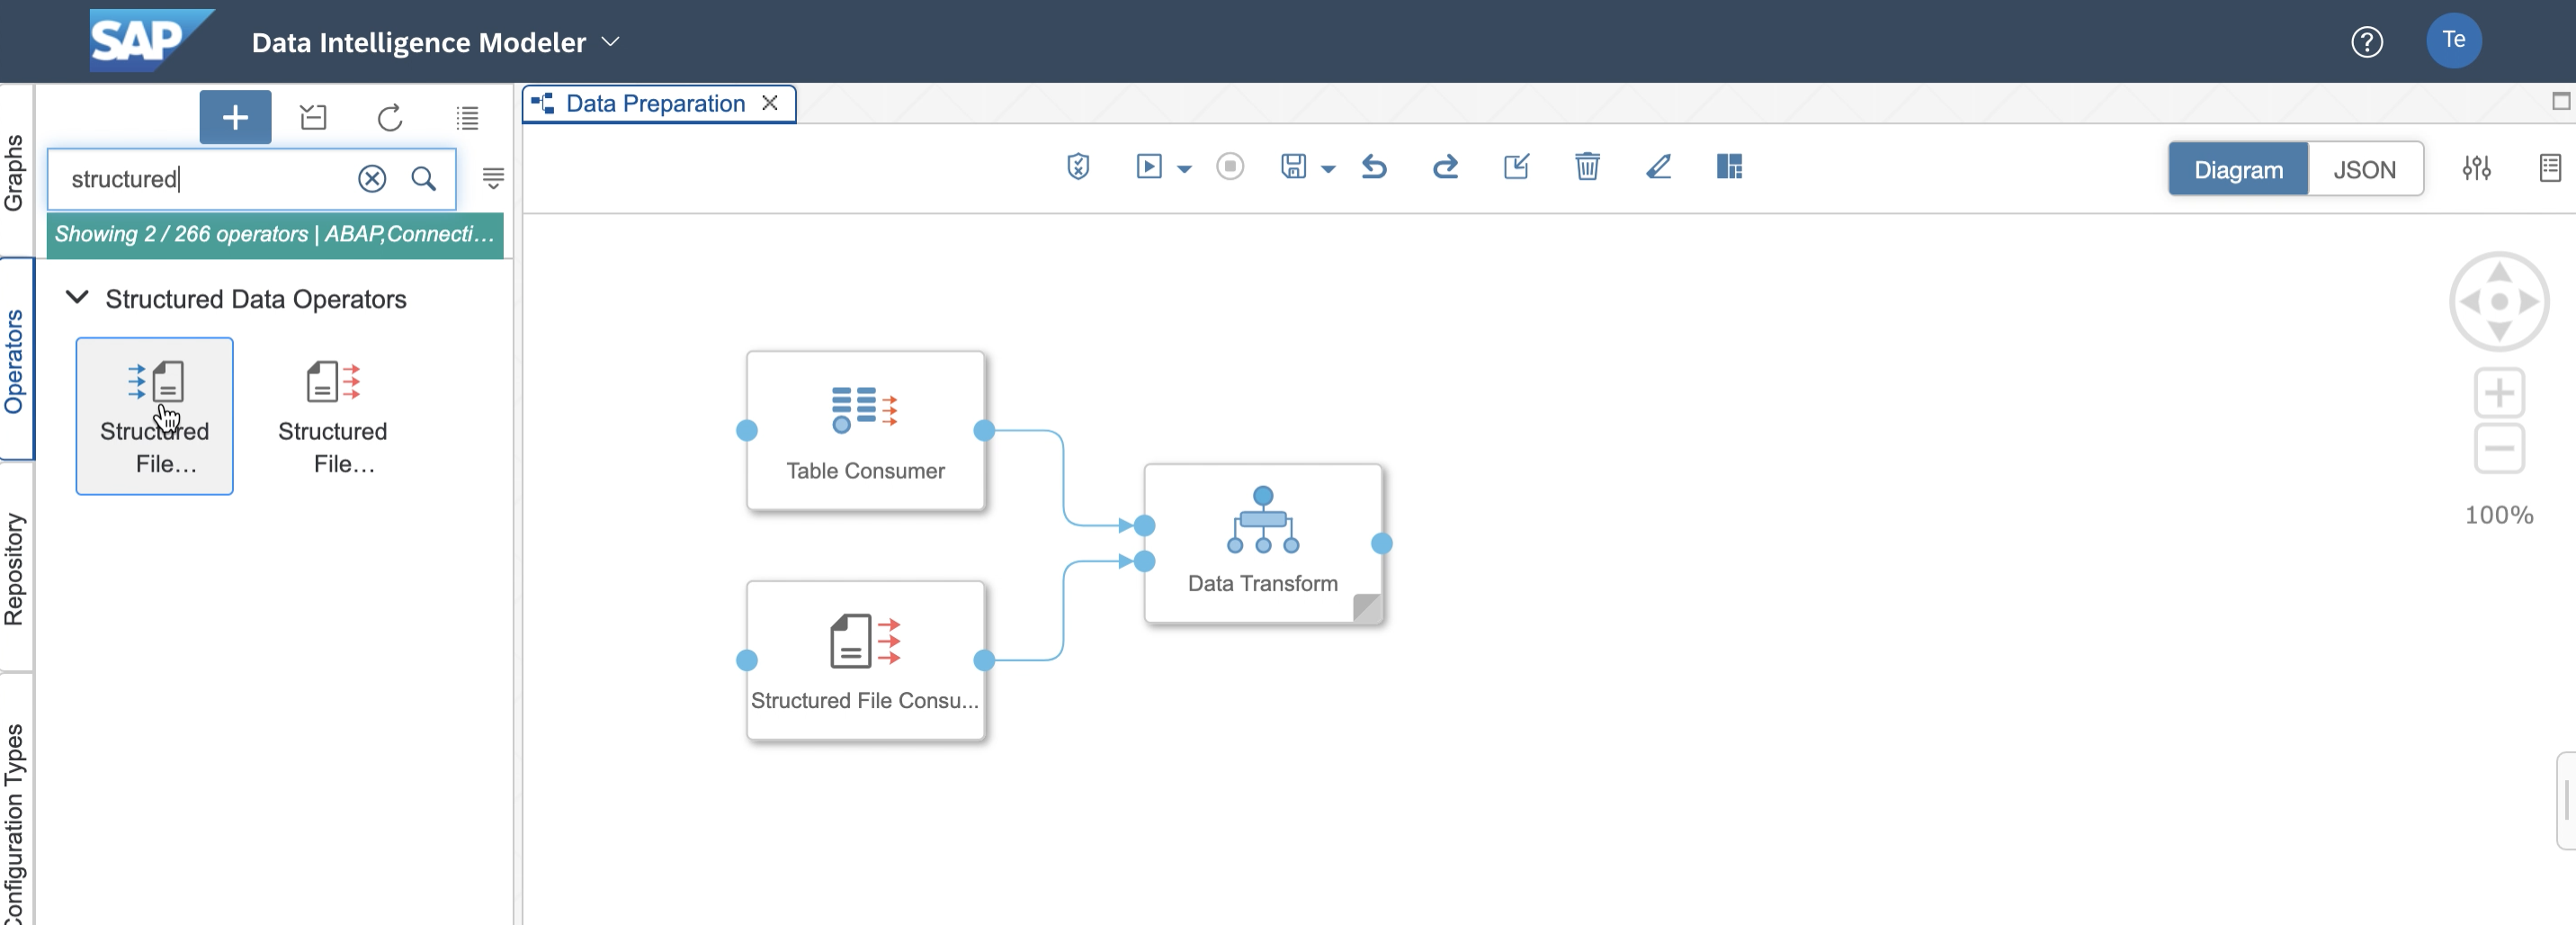 SAP
Data Intelligence Modeler
Te
Graphs
Operators
Repository
Configuration Types
structured
Showing 2 / 266 operators | ABAP,Connecti...
Structured Data Operators
Structured
File...
Structured
File...
Data Preparation
Diagram
JSON
Table Consumer
Structured File Consu...
Data Transform
100%